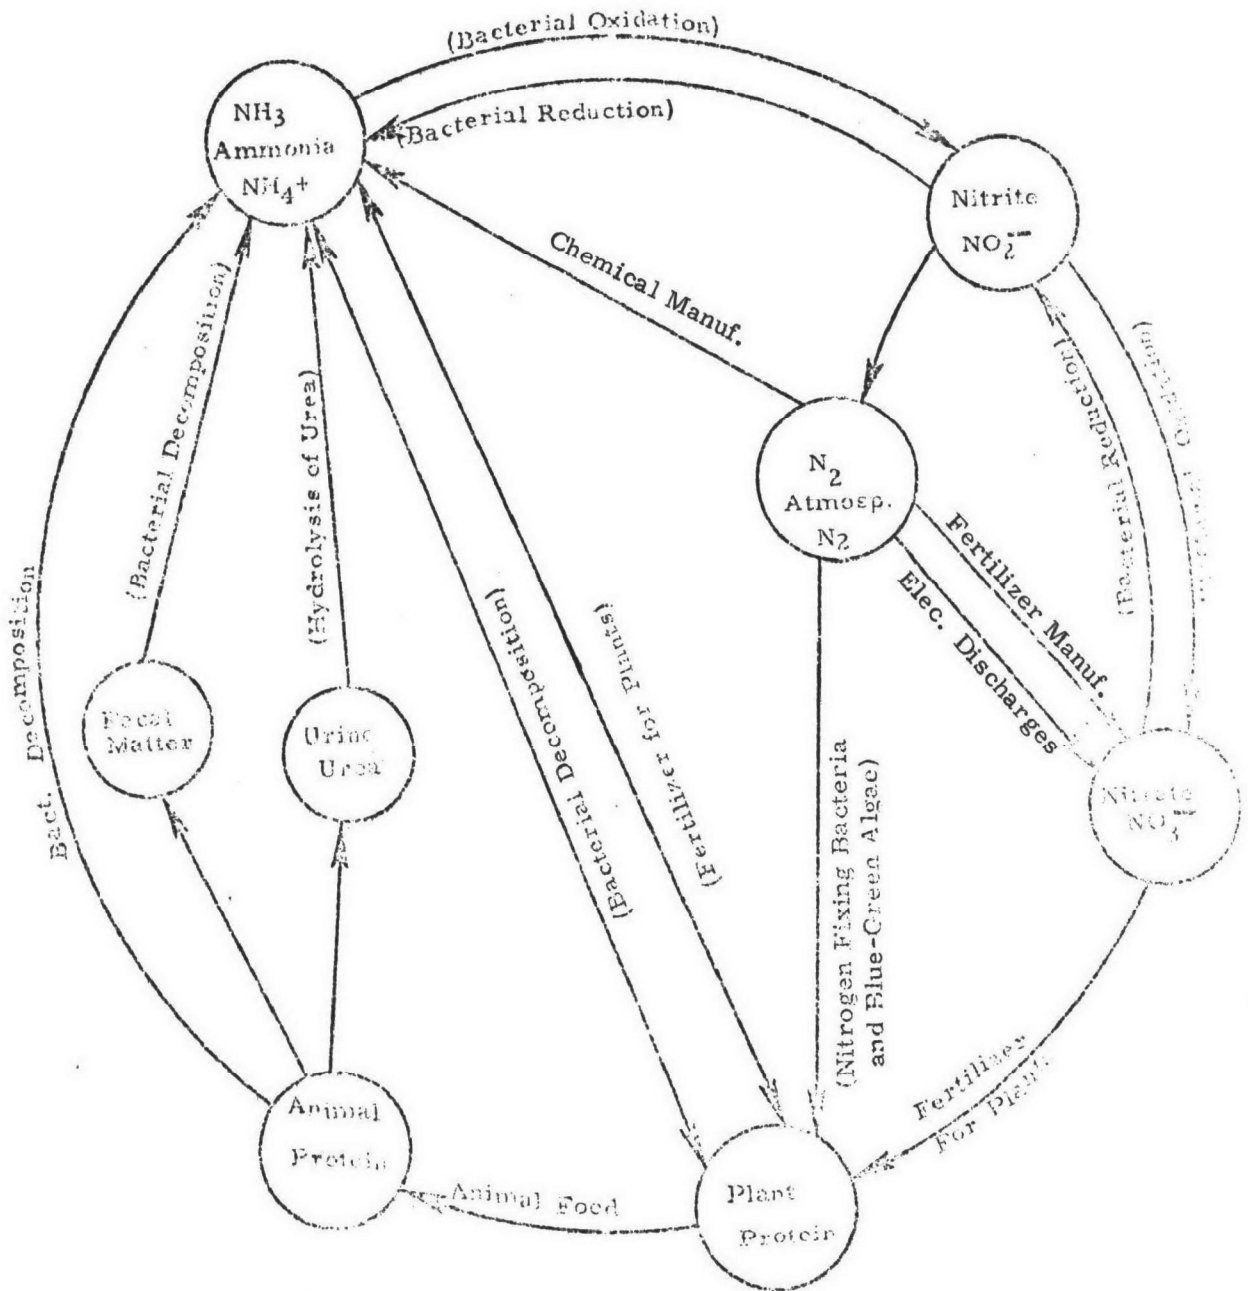 (Bacterial Oxidation)
(Bacterial Reduction)
NH3
Ammonia
NH4+
Nitrite
NO2−
Chemical Manuf.
(Bacterial Decomposition)
(Hydrolysis of Urea)
(Bacterial Reduction)
Oxidation)
N2
Atmosp.
N2
Fertilizer Manuf.
Elec. Discharges
Bact. Decomposition
(Bacterial Decomposition)
(Fertilizer for Plants)
(Nitrogen Fixing Bacteria
and Blue-Green Algae)
Fecal
Matter
Urine
Urea
Nitrate
NO3−
Fertilizer
For Plants
Animal
Protein
Animal Food
Plant
Protein